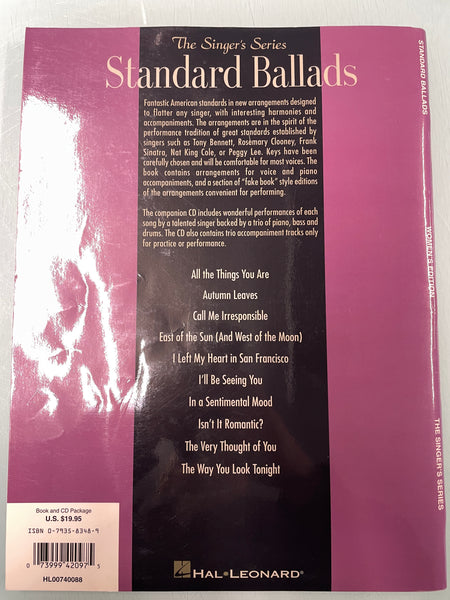 The Singer's Series
Standard Ballads
Fantastic American standards in new arrangements designed
to flatter any singer, with interesting harmonies and
accompaniments. The arrangements are in the spirit of the
performance tradition of great standards established by
singers such as Tony Bennett, Rosemary Clooney, Frank
Sinatra, Nat King Cole, or Peggy Lee. Keys have been
carefully chosen and will be comfortable for most voices. The
book contains arrangements for voice and piano
accompaniments, and a section of "fake book" style editions
of the arrangements convenient for performing.
The companion CD includes wonderful performances of each
song by a talented singer backed by a trio of piano, bass
and drums. The CD also contains trio accompaniment tracks only
for practice or performance.
All the Things You Are
Autumn Leaves
Call Me Irresponsible
East of the Sun (And West of the Moon)
I Left My Heart in San Francisco
I'll Be Seeing You
In a Sentimental Mood
Isn't It Romantic?
The Very Thought of You
The Way You Look Tonight
Book and CD Package
U.S. $19.95
ISBN 0-7935-8348-9
0 73999 42097 5
HL00740088
HAL•LEONARD®
STANDARD BALLADS
WOMEN'S EDITION
THE SINGER'S SERIES